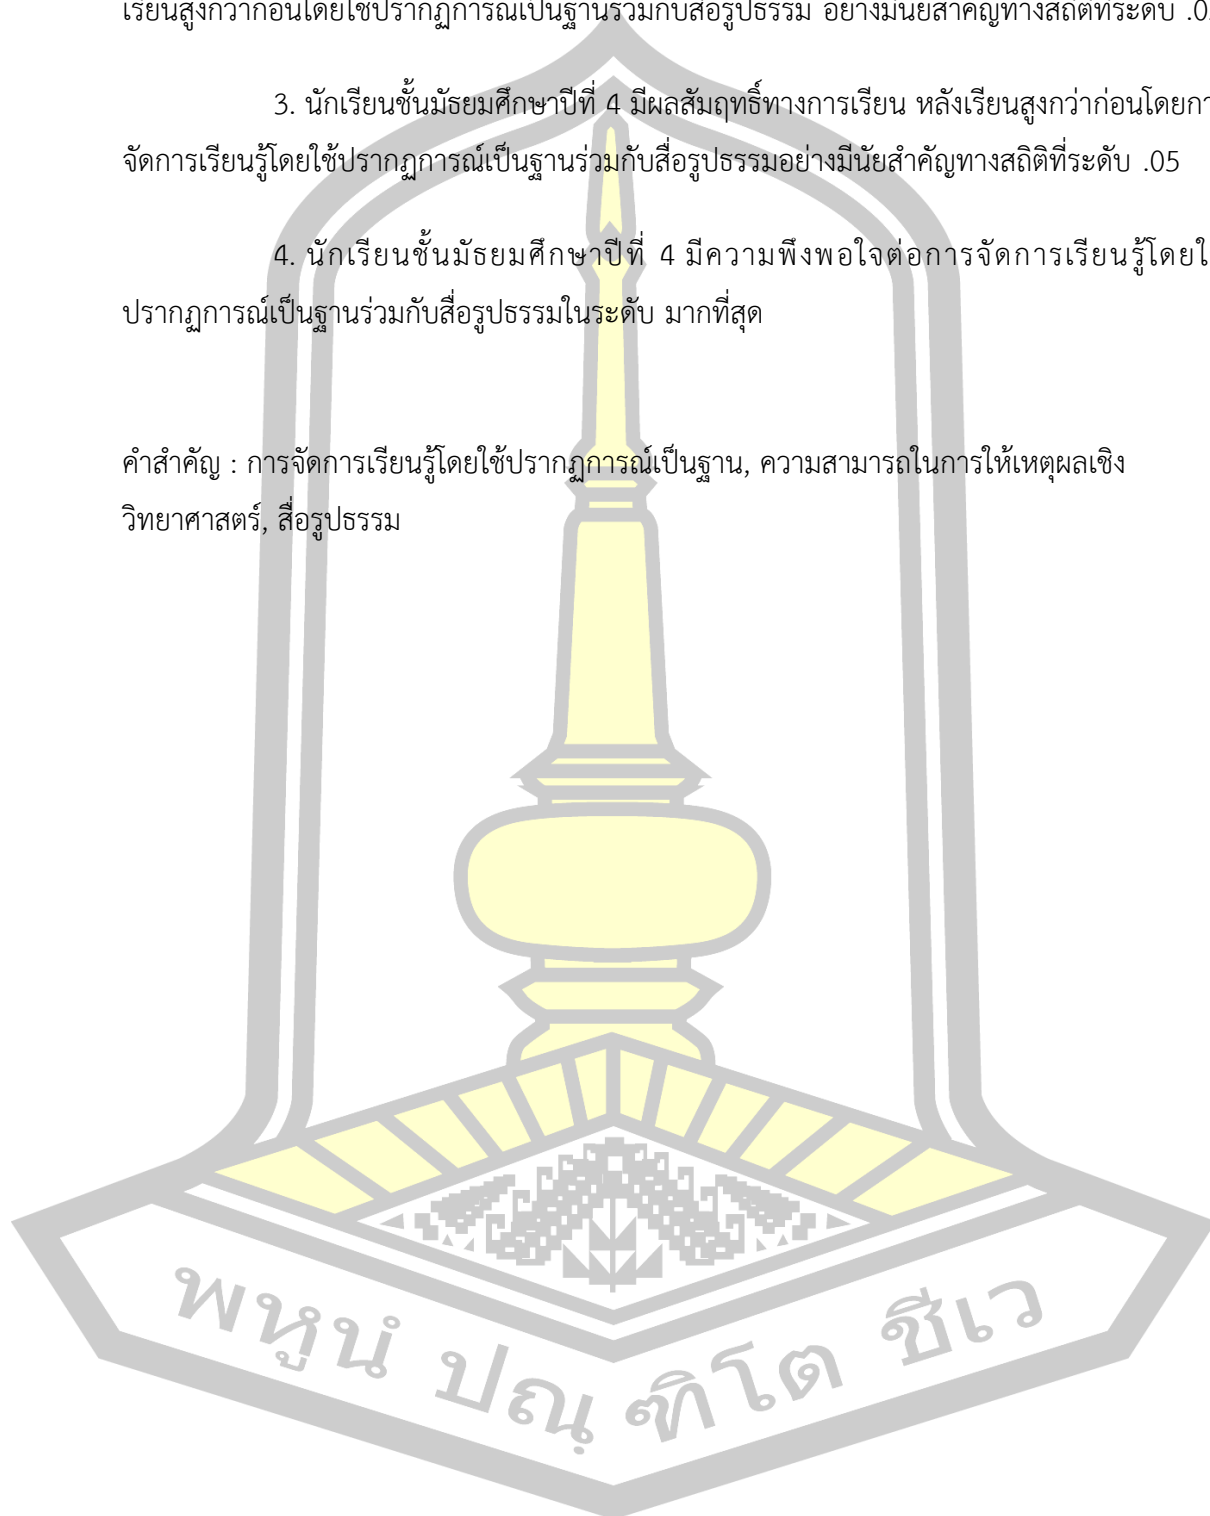 เรียนสูงกว่าก่อนโดยใช้ปรากฏการณ์เป็นฐานร่วมกับสื่อรูปธรรม อย่างมีนัยสำคัญทางสถิติที่ระดับ .0
3. นักเรียนชั้นมัธยมศึกษาปีที่ 4 มีผลสัมฤทธิ์ทางการเรียน หลังเรียนสูงกว่าก่อนโดยกา
จัดการเรียนรู้โดยใช้ปรากฏการณ์เป็นฐานร่วมกับสื่อรูปธรรมอย่างมีนัยสำคัญทางสถิติที่ระดับ .05
4. นักเรียนชั้นมัธยมศึกษาปีที่ 4 มีความพึงพอใจต่อการจัดการเรียนรู้โดยใ
ปรากฏการณ์เป็นฐานร่วมกับสื่อรูปธรรมในระดับ มากที่สุด
คำสำคัญ : การจัดการเรียนรู้โดยใช้ปรากฏการณ์เป็นฐาน, ความสามารถในการให้เหตุผลเชิง
วิทยาศาสตร์, สื่อรูปธรรม
พหูนํ ปณฺฑิโต ชีเว